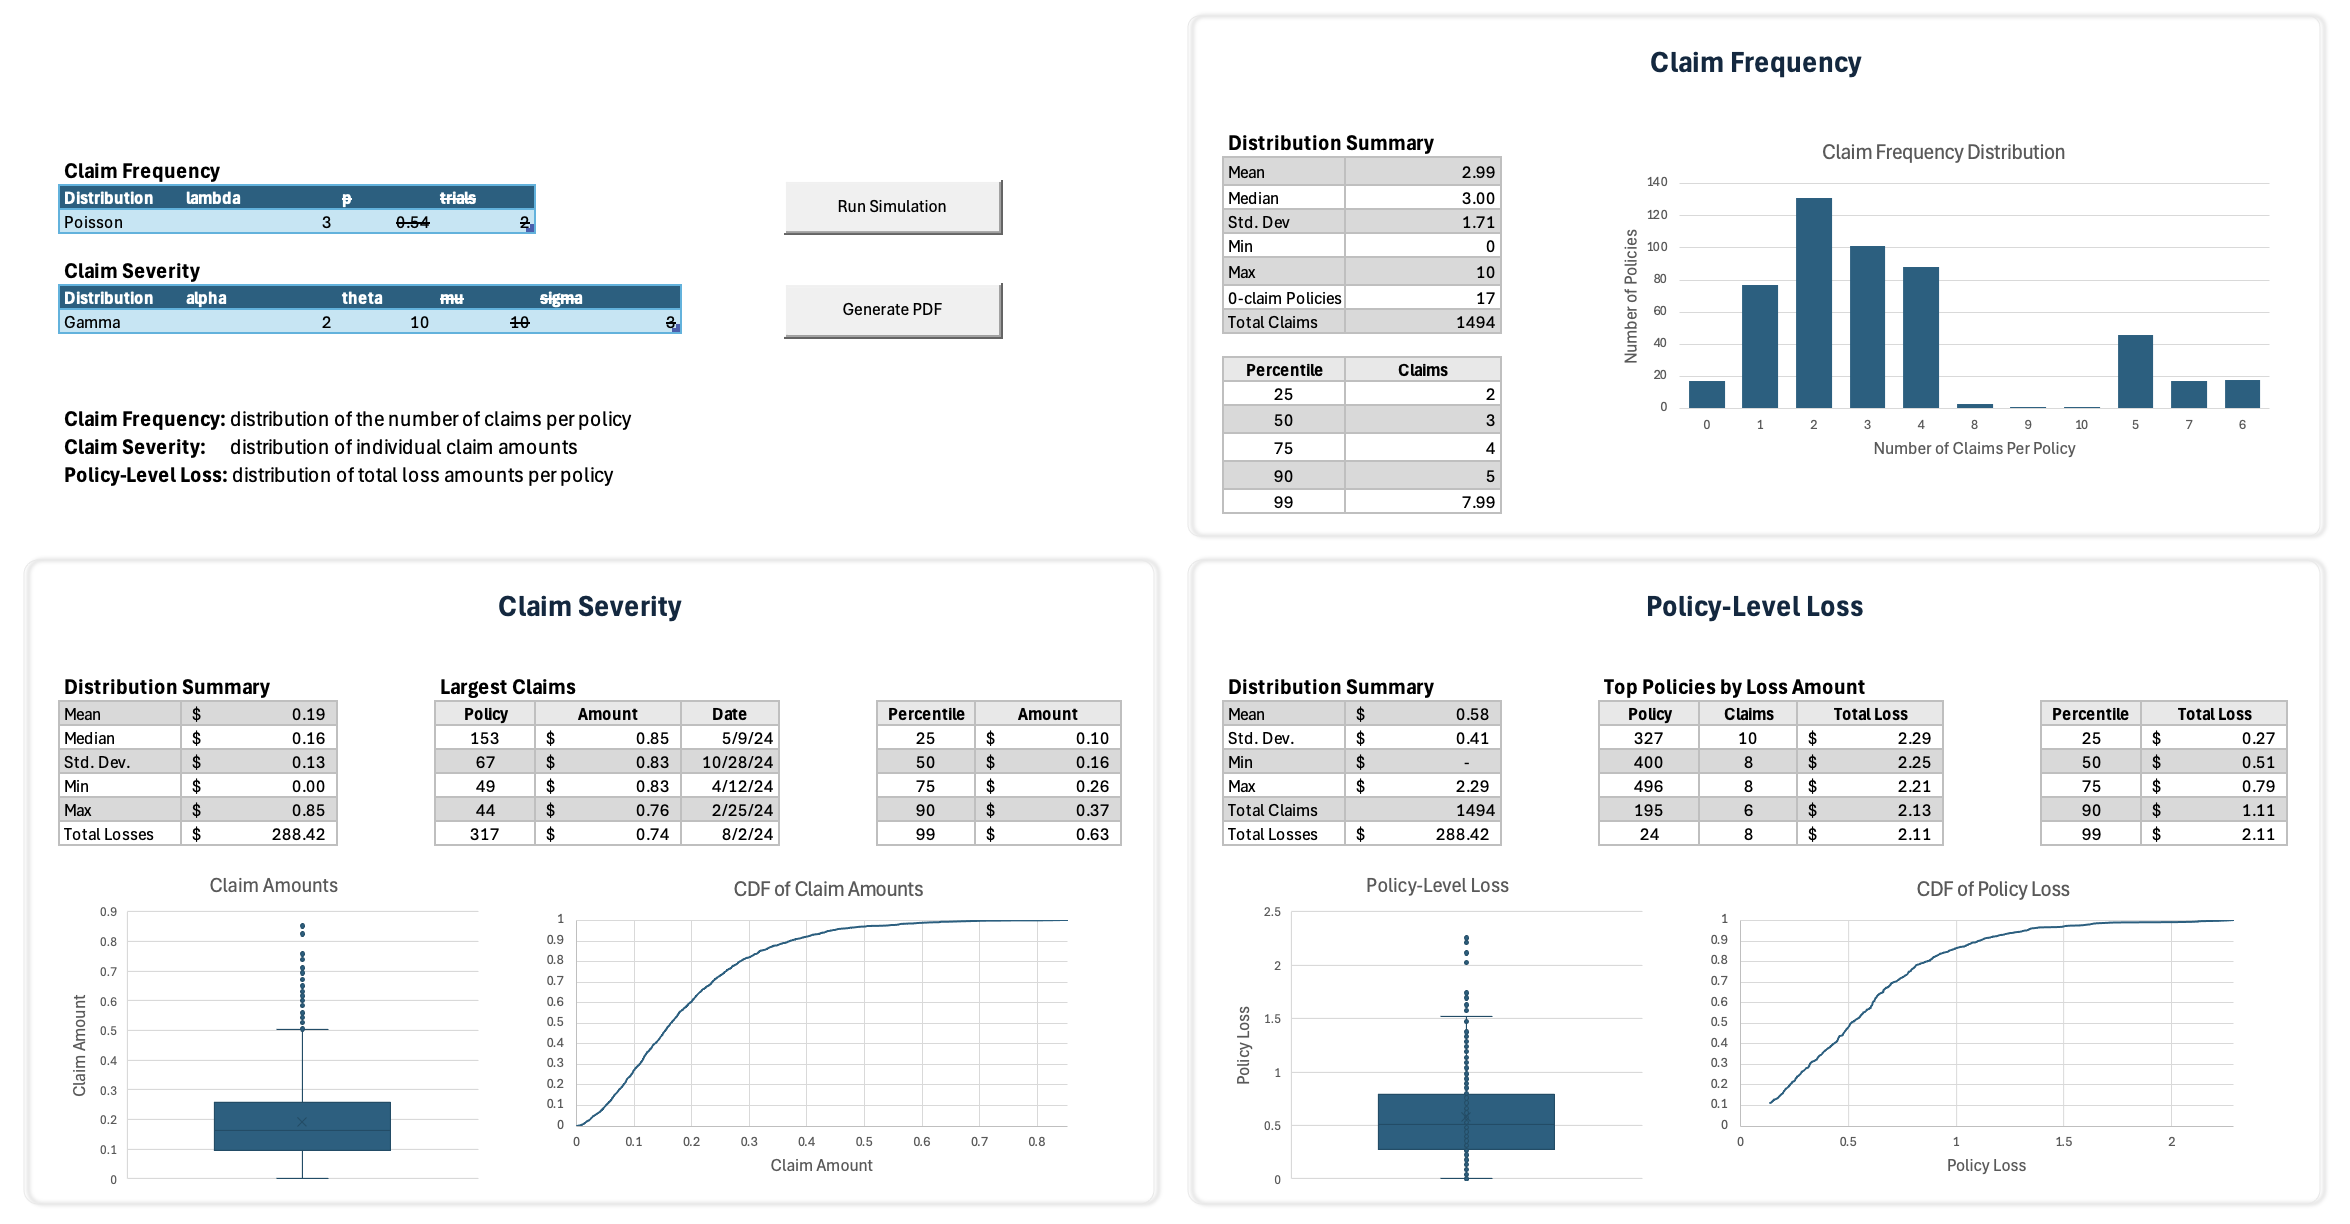 Claim Frequency
Distribution lambda p trials
Poisson 3 0.54 2
Claim Severity
Distribution alpha theta mu sigma
Gamma 2 10 10 3
Run Simulation
Generate PDF
Claim Frequency: distribution of the number of claims per policy
Claim Severity: distribution of individual claim amounts
Policy-Level Loss: distribution of total loss amounts per policy
Claim Frequency
Distribution Summary
Mean 2.99
Median 3.00
Std. Dev 1.71
Min 0
Max 10
0-claim Policies 17
Total Claims 1494
Percentile Claims
25 2
50 3
75 4
90 5
99 7.99
Claim Frequency Distribution
Number of Policies
140
120
100
80
60
40
20
0
0 1 2 3 4 8 9 10 5 7 6
Number of Claims Per Policy
Claim Severity
Distribution Summary
Mean $ 0.19
Median $ 0.16
Std. Dev. $ 0.13
Min $ 0.00
Max $ 0.85
Total Losses $ 288.42
Largest Claims
Policy Amount Date
153 $ 0.85 5/9/24
67 $ 0.83 10/28/24
49 $ 0.83 4/12/24
44 $ 0.76 2/25/24
317 $ 0.74 8/2/24
Percentile Amount
25 $ 0.10
50 $ 0.16
75 $ 0.26
90 $ 0.37
99 $ 0.63
Claim Amounts
Claim Amount
0.9
0.8
0.7
0.6
0.5
0.4
0.3
0.2
0.1
0
CDF of Claim Amounts
1
0.9
0.8
0.7
0.6
0.5
0.4
0.3
0.2
0.1
0
0 0.1 0.2 0.3 0.4 0.5 0.6 0.7 0.8
Claim Amount
Policy-Level Loss
Distribution Summary
Mean $ 0.58
Std. Dev. $ 0.41
Min $ -
Max $ 2.29
Total Claims 1494
Total Losses $ 288.42
Top Policies by Loss Amount
Policy Claims Total Loss
327 10 $ 2.29
400 8 $ 2.25
496 8 $ 2.21
195 6 $ 2.13
24 8 $ 2.11
Percentile Total Loss
25 $ 0.27
50 $ 0.51
75 $ 0.79
90 $ 1.11
99 $ 2.11
Policy-Level Loss
Policy Loss
2.5
2
1.5
1
0.5
0
CDF of Policy Loss
1
0.9
0.8
0.7
0.6
0.5
0.4
0.3
0.2
0.1
0
0 0.5 1 1.5 2
Policy Loss